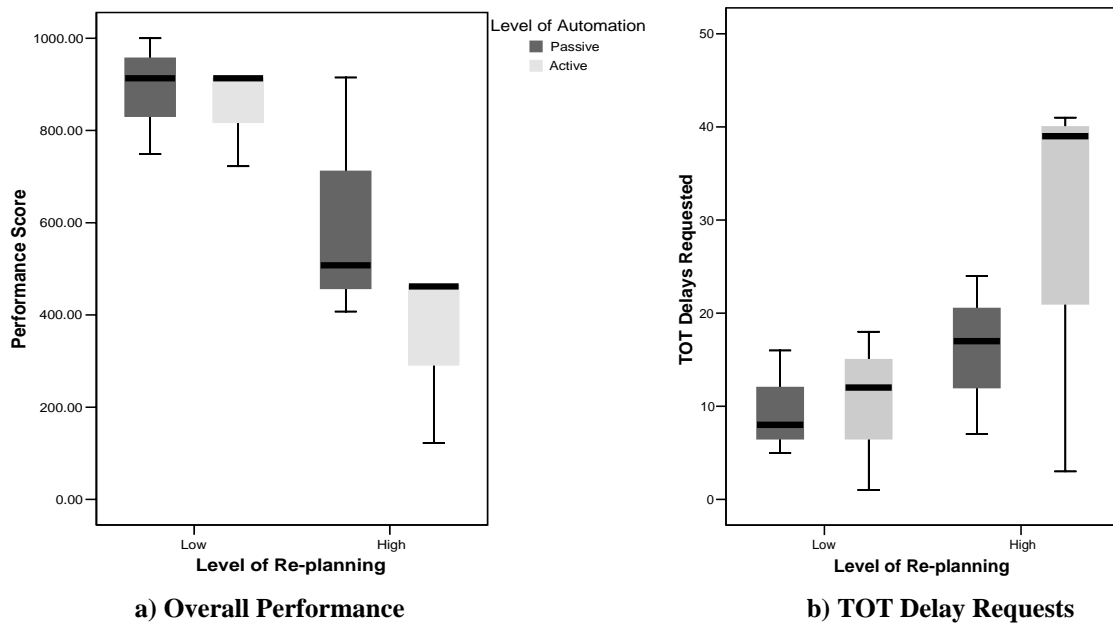 1000.00
800.00
600.00
400.00
200.00
0.00
Performance Score
Low
High
Level of Re-planning
a) Overall Performance
Level of Automation
Passive
Active
50
40
30
20
10
0
TOT Delays Requested
Low
High
Level of Re-planning
b) TOT Delay Requests